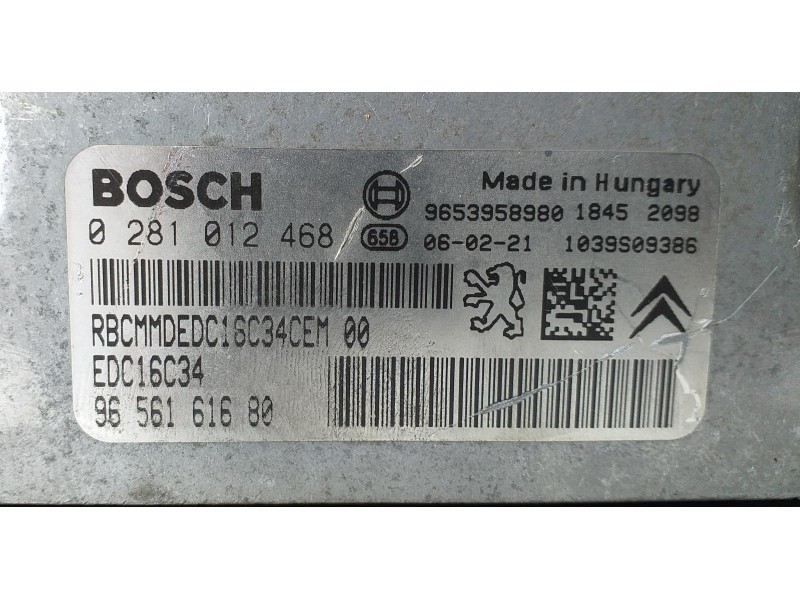 BOSCH
Made in Hungary
9653958980 1845 2098
0 281 012 468
656 06-02-21 1039S09386
RBCMMDEDC16C34CEM 00
EDC16C34
96 561 616 80